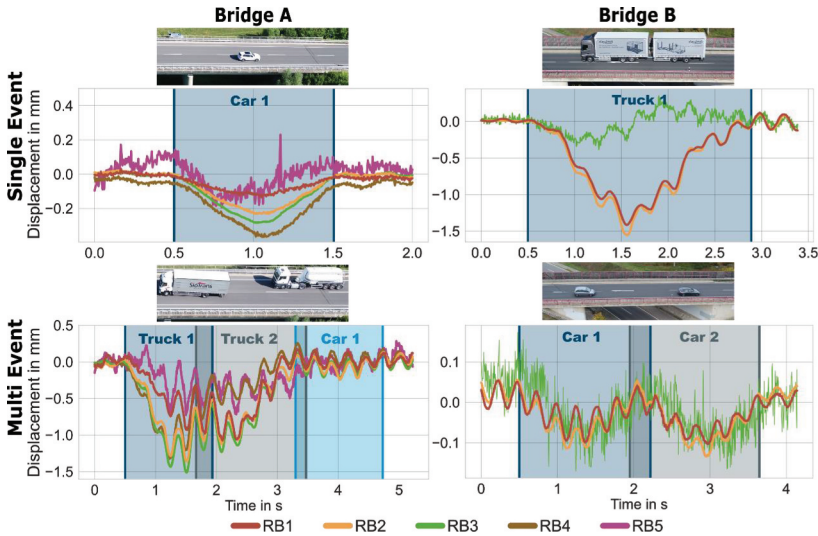 Bridge A
Bridge B
Single Event
Displacement in mm
0.4
0.2
0.0
−0.2
Car 1
0.0 0.5 1.0 1.5 2.0
0.0
−0.5
−1.0
−1.5
Truck 1
0.0 0.5 1.0 1.5 2.0 2.5 3.0 3.5
Multi Event
Displacement in mm
0.5
0.0
−0.5
−1.0
−1.5
Truck 1 Truck 2 Car 1
0 1 2 3 4 5
Time in s
0.1
0.0
−0.1
Car 1 Car 2
0 1 2 3 4
Time in s
RB1 RB2 RB3 RB4 RB5